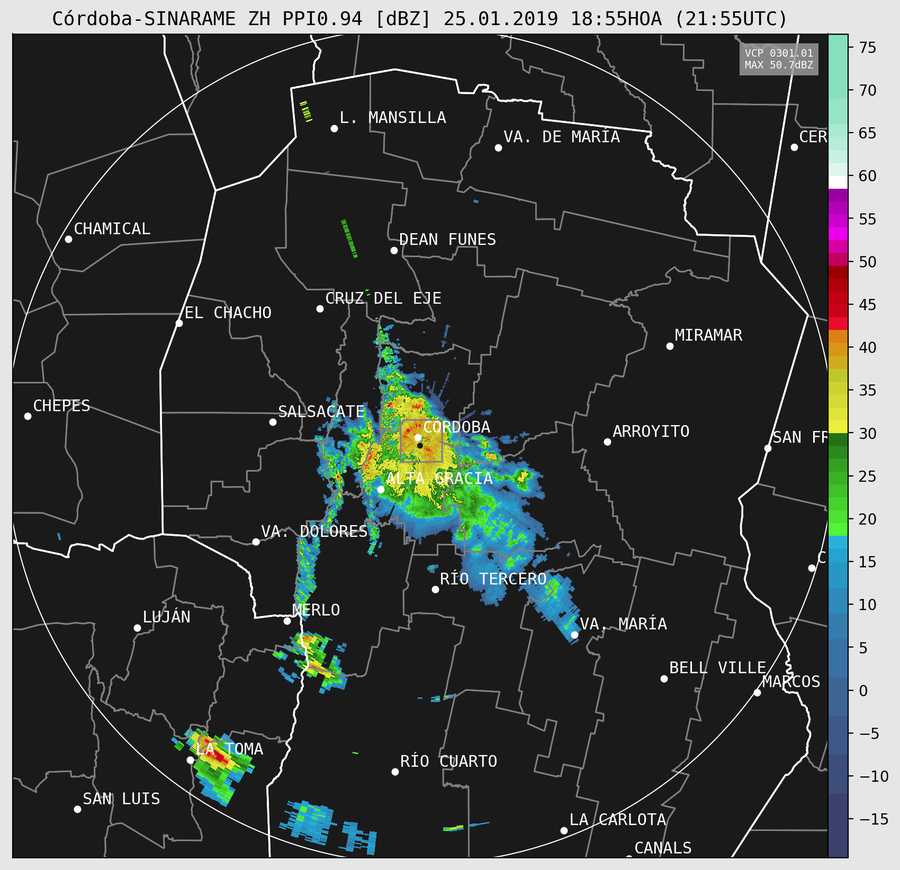 Córdoba-SINARAME ZH PPI0.94 [dBZ] 25.01.2019 18:55HOA (21:55UTC)
VCP 0301.01
MAX 50.7dBZ
L. MANSILLA
VA. DE MARÍA
CER
CHAMICAL
DEAN FUNES
CRUZ DEL EJE
EL CHACHO
MIRAMAR
CHEPES
SALSACATE
CÓRDOBA
ARROYITO
SAN FR
ALTA GRACIA
VA. DOLORES
C
RÍO TERCERO
MERLO
LUJÁN
VA. MARÍA
BELL VILLE
MARCOS
LA TOMA
RÍO CUARTO
SAN LUIS
LA CARLOTA
CANALS
75
70
65
60
55
50
45
40
35
30
25
20
15
10
5
0
−5
−10
−15